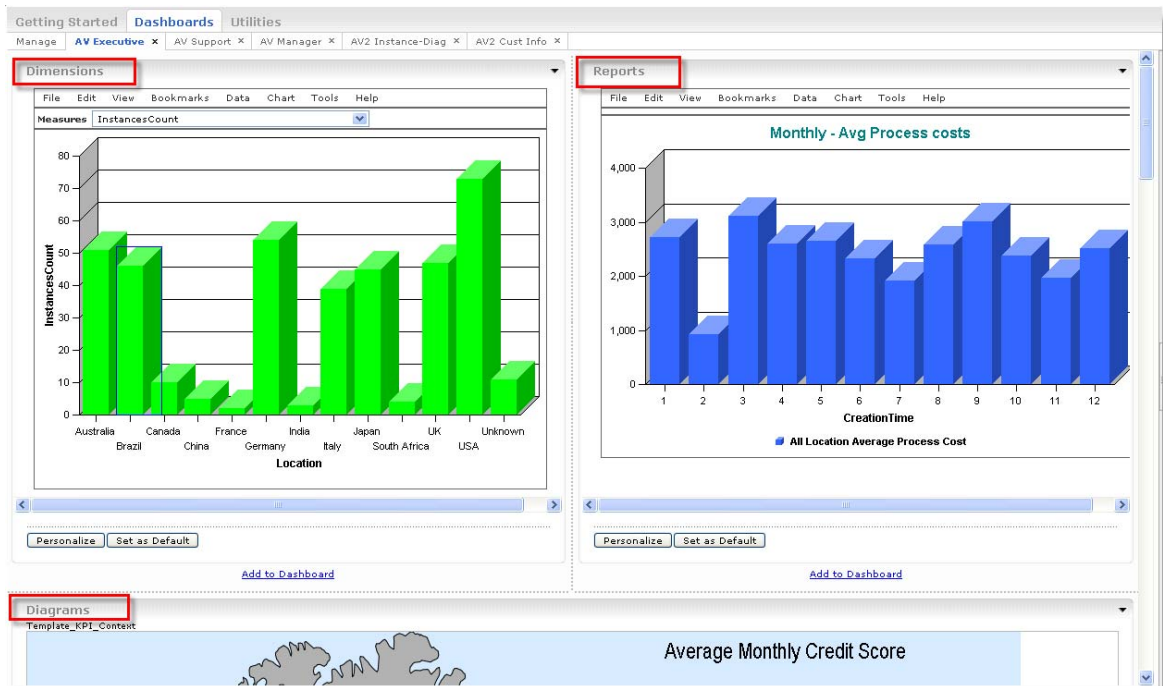 Getting Started Dashboards Utilities
Manage AV Executive × AV Support × AV Manager × AV2 Instance-Diag × AV2 Cust Info ×
Dimensions
File Edit View Bookmarks Data Chart Tools Help
Measures InstancesCount
80
70
60
50
40
30
20
10
0
InstancesCount
Australia Canada France India Japan UK Unknown
Brazil China Germany Italy South Africa USA
Location
Personalize Set as Default
Add to Dashboard
Reports
File Edit View Bookmarks Data Chart Tools Help
Monthly - Avg Process costs
4,000
3,000
2,000
1,000
0
1 2 3 4 5 6 7 8 9 10 11 12
CreationTime
All Location Average Process Cost
Personalize Set as Default
Add to Dashboard
Diagrams
Template_KPI_Context
Average Monthly Credit Score